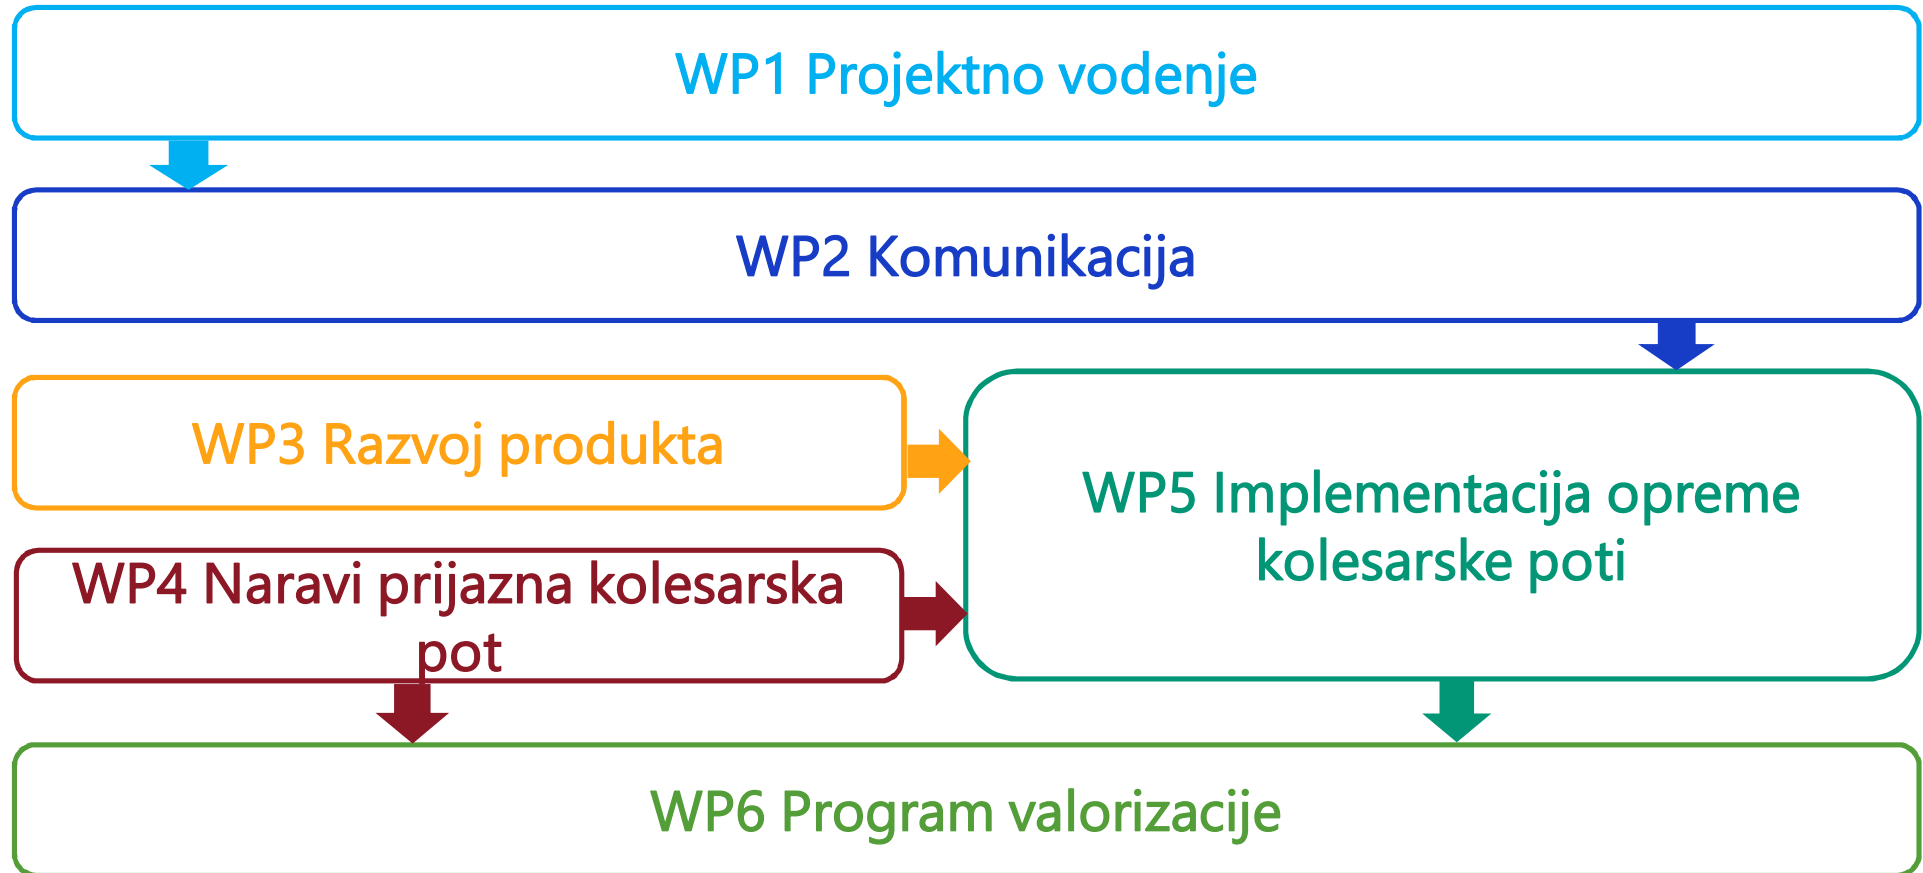 WP1 Projektno vodenje
WP2 Komunikacija
WP3 Razvoj produkta
WP4 Naravi prijazna kolesarska
pot
WP5 Implementacija opreme
kolesarske poti
WP6 Program valorizacije